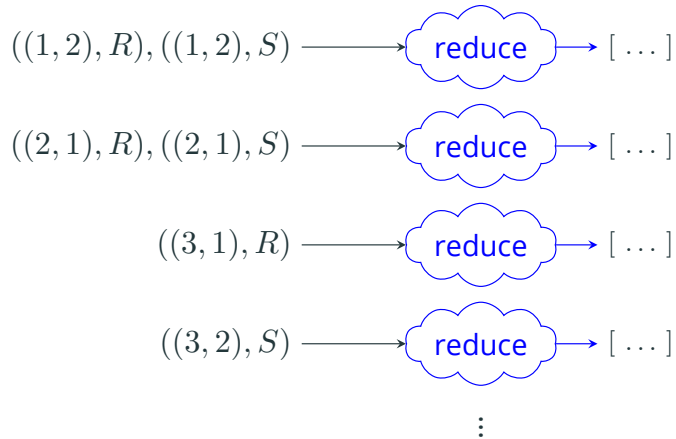 ((1, 2), R), ((1, 2), S) reduce [ … ]
((2, 1), R), ((2, 1), S) reduce [ … ]
((3, 1), R) reduce [ … ]
((3, 2), S) reduce [ … ]
⋮